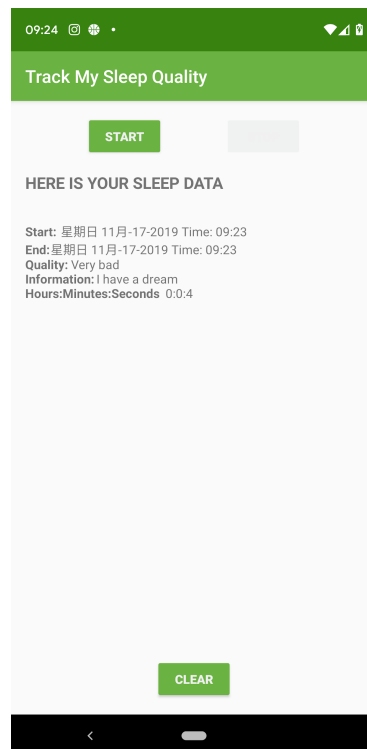 09:24
Track My Sleep Quality
START
HERE IS YOUR SLEEP DATA
Start: 星期日 11月-17-2019 Time: 09:23
End:星期日 11月-17-2019 Time: 09:23
Quality: Very bad
Information: I have a dream
Hours:Minutes:Seconds 0:0:4
CLEAR